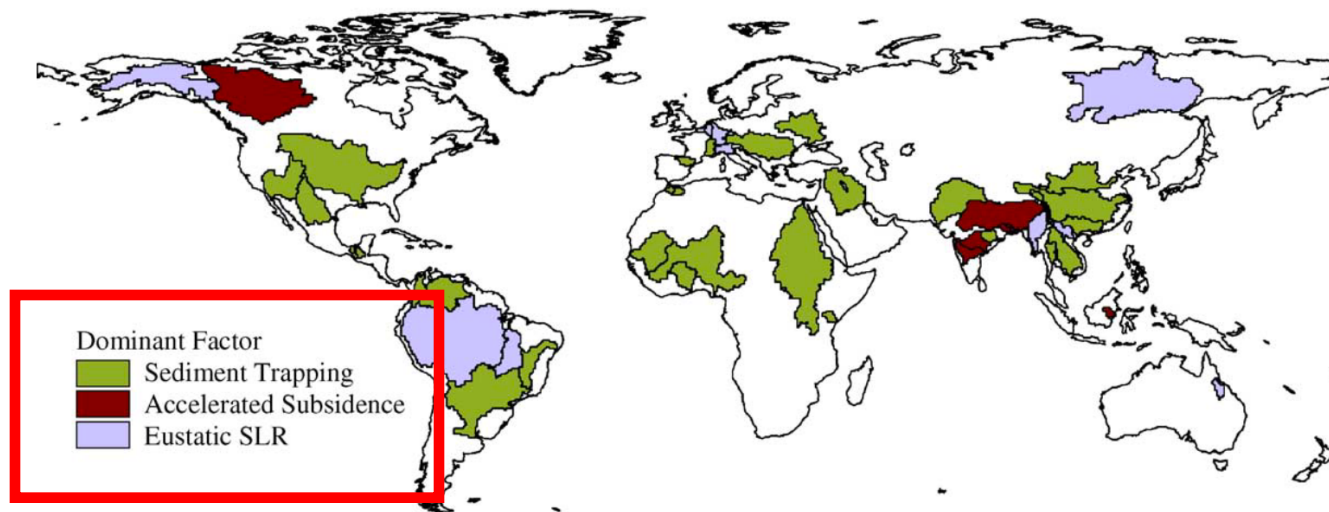 Dominant Factor
Sediment Trapping
Accelerated Subsidence
Eustatic SLR